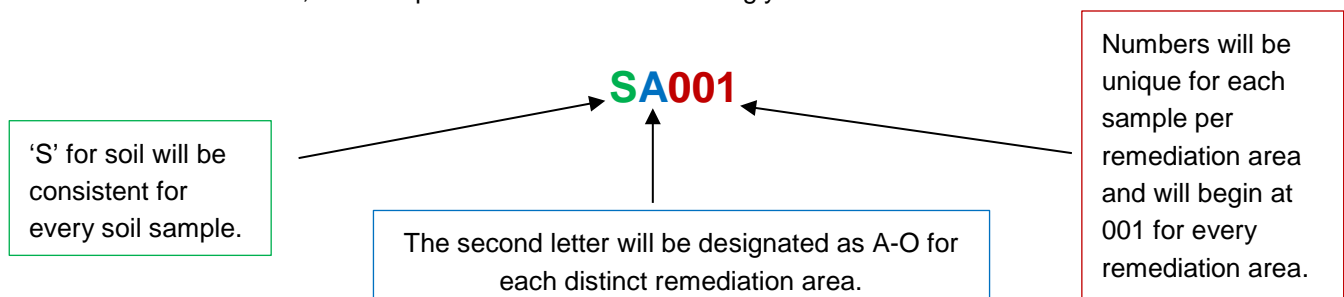 SA001
‘S’ for soil will be
consistent for
every soil sample.
The second letter will be designated as A-O for
each distinct remediation area.
Numbers will be
unique for each
sample per
remediation area
and will begin at
001 for every
remediation area.